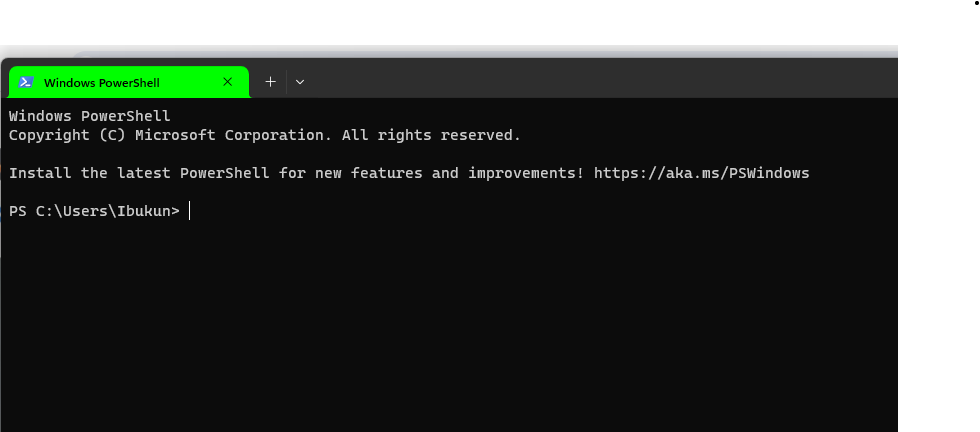 Windows PowerShell
Windows PowerShell
Copyright (C) Microsoft Corporation. All rights reserved.
Install the latest PowerShell for new features and improvements! https://aka.ms/PSWindows
PS C:\Users\Ibukun>